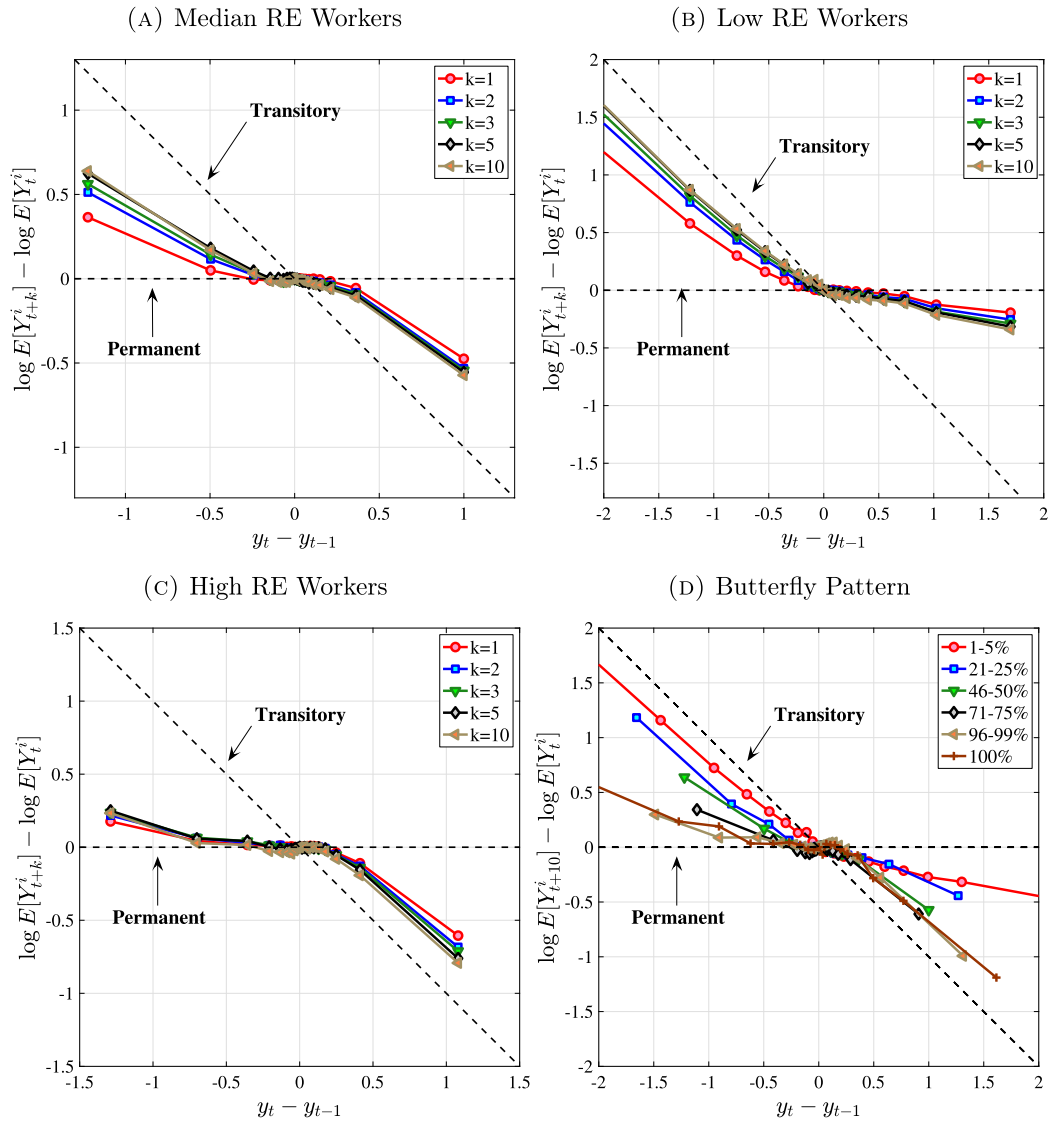 (A) Median RE Workers
log E[Y^i_{t+k}] − log E[Y^i_t]
1
0.5
0
-0.5
-1
-1
-0.5
0
0.5
1
y_t − y_{t−1}
Transitory
Permanent
k=1
k=2
k=3
k=5
k=10
(B) Low RE Workers
log E[Y^i_{t+k}] − log E[Y^i_t]
2
1.5
1
0.5
0
-0.5
-1
-1.5
-2
-1.5
-1
-0.5
0
0.5
1
1.5
2
y_t − y_{t−1}
Transitory
Permanent
k=1
k=2
k=3
k=5
k=10
(C) High RE Workers
log E[Y^i_{t+k}] − log E[Y^i_t]
1.5
1
0.5
0
-0.5
-1
-1.5
-1.5
-1
-0.5
0
0.5
1
1.5
y_t − y_{t−1}
Transitory
Permanent
k=1
k=2
k=3
k=5
k=10
(D) Butterfly Pattern
log E[Y^i_{t+10}] − log E[Y^i_t]
2
1.5
1
0.5
0
-0.5
-1
-1.5
-2
-2
-1.5
-1
-0.5
0
0.5
1
1.5
2
y_t − y_{t−1}
Transitory
Permanent
1-5%
21-25%
46-50%
71-75%
96-99%
100%